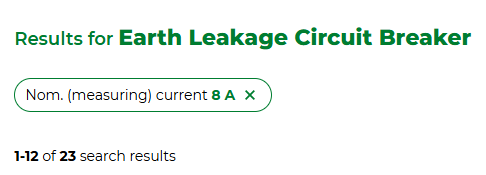 Results for Earth Leakage Circuit Breaker
Nom. (measuring) current 8 A ×
1-12 of 23 search results